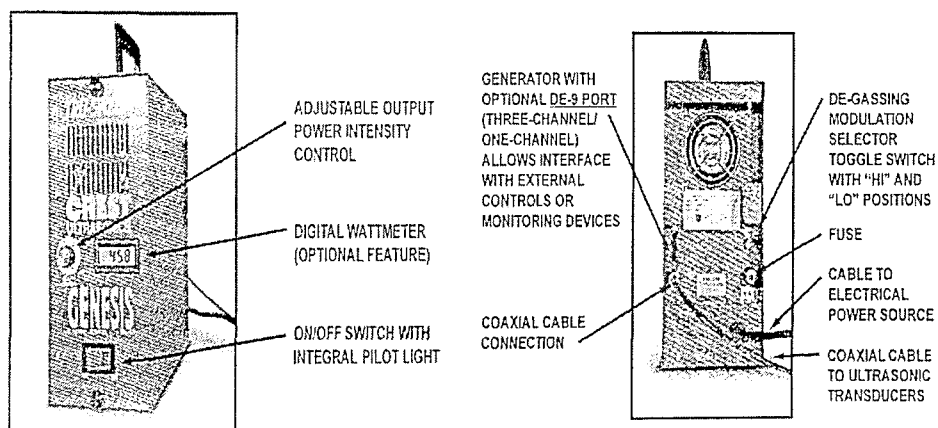 CREST
458
GENESIS
ADJUSTABLE OUTPUT
POWER INTENSITY
CONTROL
DIGITAL WATTMETER
(OPTIONAL FEATURE)
ON/OFF SWITCH WITH
INTEGRAL PILOT LIGHT
GENERATOR WITH
OPTIONAL DE-9 PORT
(THREE-CHANNEL/
ONE-CHANNEL)
ALLOWS INTERFACE
WITH EXTERNAL
CONTROLS OR
MONITORING DEVICES
COAXIAL CABLE
CONNECTION
DE-GASSING
MODULATION
SELECTOR
TOGGLE SWITCH
WITH "HI" AND
"LO" POSITIONS
FUSE
CABLE TO
ELECTRICAL
POWER SOURCE
COAXIAL CABLE
TO ULTRASONIC
TRANSDUCERS